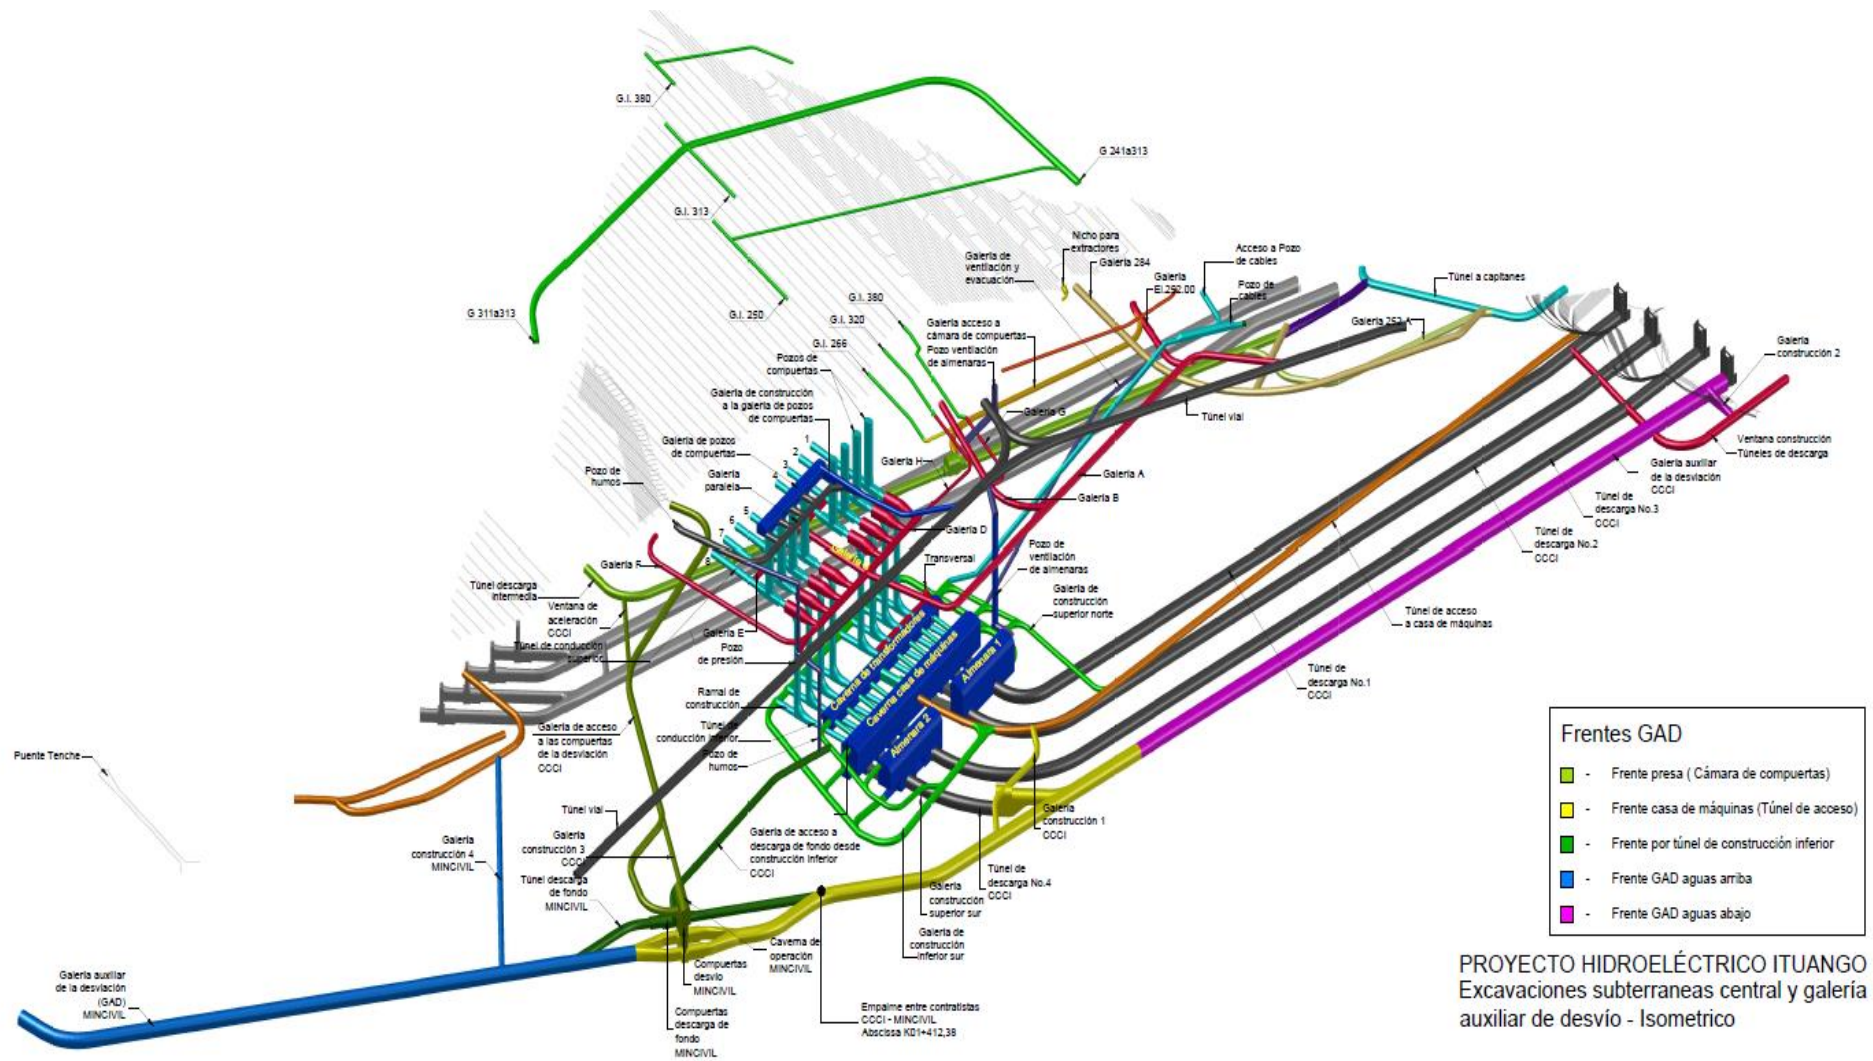 G.I. 380
G 241a313
G.I. 313
G 311a313
G.I. 250
Nicho para
extractores
Galería 284
Galería de
ventilación y
evacuación
Galería
El.252.00
Acceso a Pozo
de cables
Pozo de
cables
Túnel a capitanes
G.I. 380
G.I. 320
G.I. 266
Galería acceso a
cámara de compuertas
Pozo ventilación
de almenaras
Galería 252 A
Galería
construcción 2
Pozos de
compuertas
Galería de construcción
a la galería de pozos
de compuertas
Galería de pozos
de compuertas
Galería
paralela
Pozo de
humos
1
2
3
4
5
6
7
8
Galería G
Galería H
Túnel vial
Galería A
Galería B
Galería D
Ventana construcción
Túneles de descarga
Galería auxiliar
de la desviación
CCCI
Túnel de
descarga No.3
CCCI
Túnel de
descarga No.2
CCCI
Galería F
Transversal
Pozo de
ventilación
de almenaras
Galería de
construcción
superior norte
Túnel descarga
intermedia
Ventana de
aceleración
CCCI
Túnel de conducción
superior
Galería E
Pozo
de presión
Túnel de acceso
a casa de máquinas
Túnel de
descarga No.1
CCCI
Caverna de transformadores
Caverna casa de máquinas
Almenara 1
Almenara 2
Ramal de
construcción
Túnel de
conducción inferior
Pozo de
humos
Galería de acceso
a las compuertas
de la desviación
CCCI
Puente Tenche
Túnel vial
Galería
construcción 3
CCCI
Galería
construcción 4
MINCIVIL
Túnel descarga
de fondo
MINCIVIL
Galería de acceso a
descarga de fondo desde
construcción inferior
CCCI
Galería
construcción 1
CCCI
Túnel de
descarga No.4
CCCI
Galería
construcción
superior sur
Galería de
construcción
inferior sur
Caverna de
operación
MINCIVIL
Compuertas
desvío
MINCIVIL
Compuertas
descarga de
fondo
MINCIVIL
Empalme entre contratistas
CCCI - MINCIVIL
Abscissa K01+412,38
Galería auxiliar
de la desviación
(GAD)
MINCIVIL
Frentes GAD
- Frente presa ( Cámara de compuertas)
- Frente casa de máquinas (Túnel de acceso)
- Frente por túnel de construcción inferior
- Frente GAD aguas arriba
- Frente GAD aguas abajo
PROYECTO HIDROELÉCTRICO ITUANGO
Excavaciones subterraneas central y galería
auxiliar de desvío - Isometrico